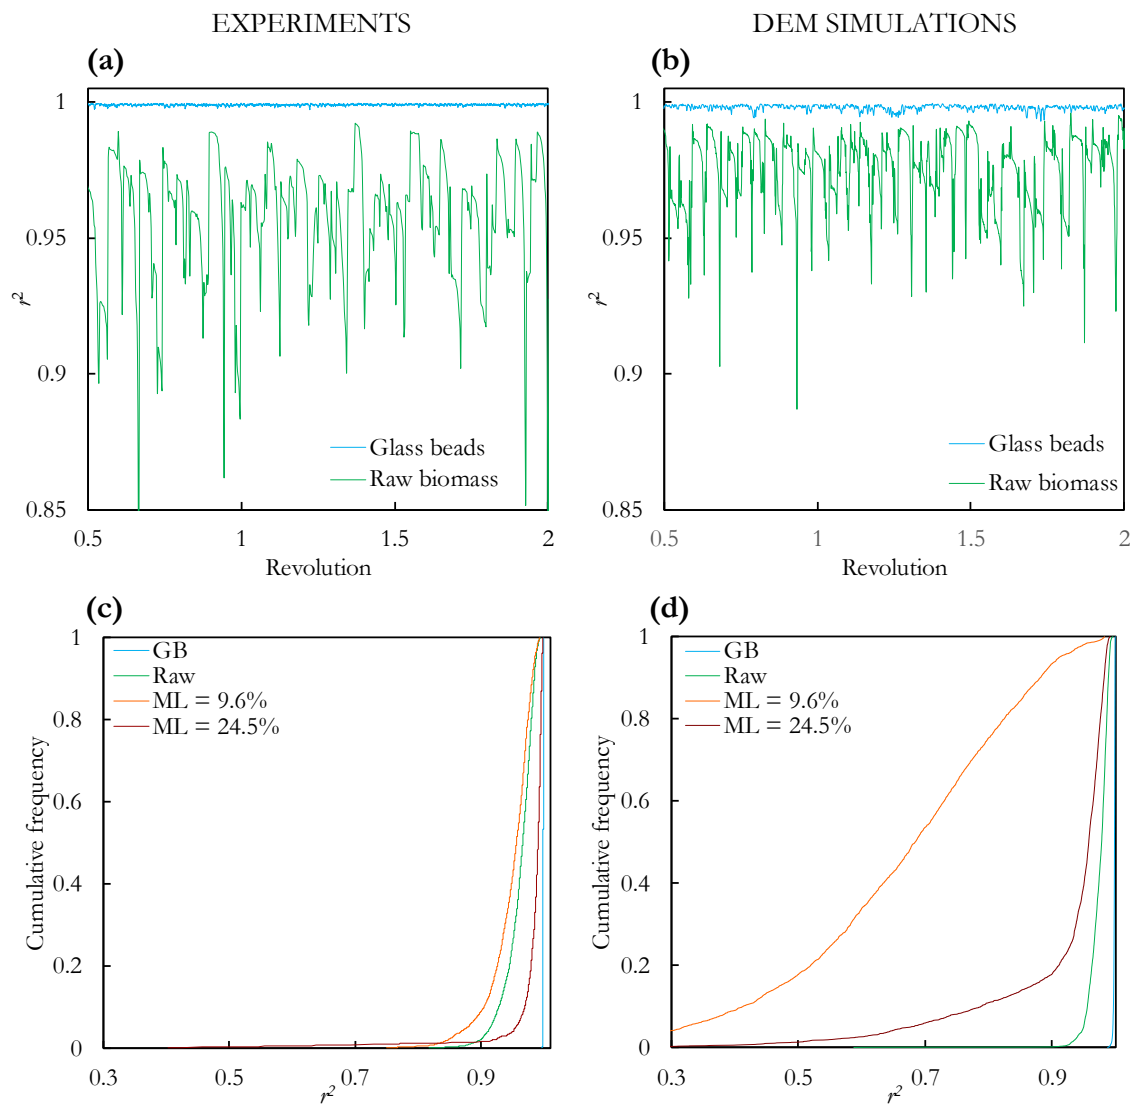 EXPERIMENTS
DEM SIMULATIONS
(a)
1
0.95
0.9
0.85
r²
0.5
1
1.5
2
Revolution
Glass beads
Raw biomass
(b)
1
0.95
0.9
0.85
r²
0.5
1
1.5
2
Revolution
Glass beads
Raw biomass
(c)
1
0.8
0.6
0.4
0.2
0
Cumulative frequency
GB
Raw
ML = 9.6%
ML = 24.5%
0.3
0.5
0.7
0.9
r²
(d)
1
0.8
0.6
0.4
0.2
0
Cumulative frequency
GB
Raw
ML = 9.6%
ML = 24.5%
0.3
0.5
0.7
0.9
r²